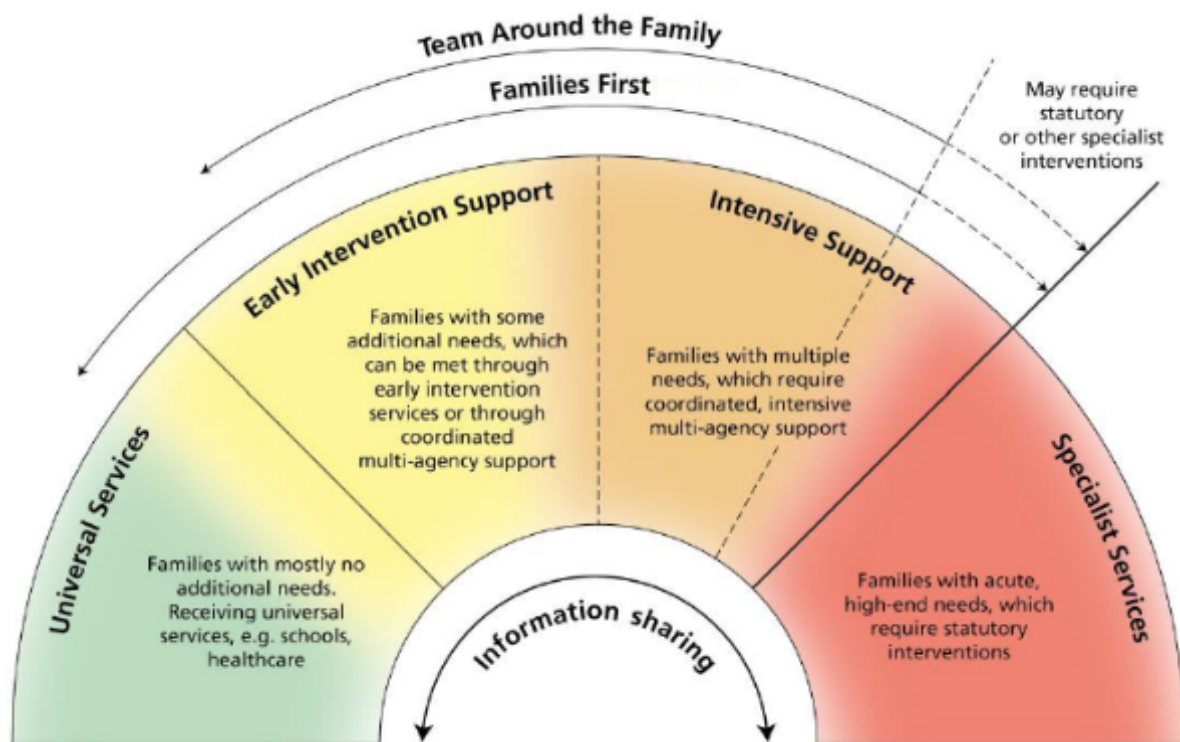 Team Around the Family
Families First
May require
statutory
or other specialist
interventions
Early Intervention Support
Intensive Support
Families with some
additional needs, which
can be met through
early intervention
services or through
coordinated
multi-agency support
Families with multiple
needs, which require
coordinated, intensive
multi-agency support
Universal Services
Families with mostly no
additional needs.
Receiving universal
services, e.g. schools,
healthcare
Information sharing
Specialist Services
Families with acute,
high-end needs, which
require statutory
interventions